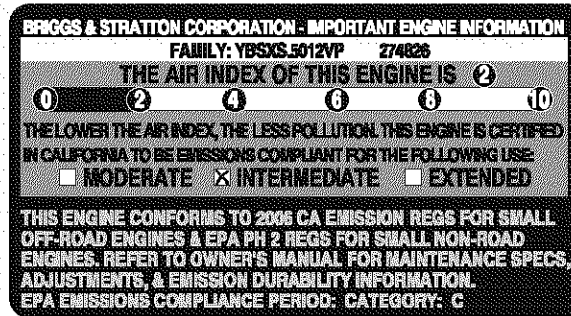 BRIGGS & STRATTON CORPORATION - IMPORTANT ENGINE INFORMATION
FAMILY: YBSXS.5012VP 274826
THE AIR INDEX OF THIS ENGINE IS 2
0 2 4 6 8 10
THE LOWER THE AIR INDEX, THE LESS POLLUTION. THIS ENGINE IS CERTIFIED
IN CALIFORNIA TO BE EMISSIONS COMPLIANT FOR THE FOLLOWING USE:
MODERATE X INTERMEDIATE EXTENDED
THIS ENGINE CONFORMS TO 2006 CA EMISSION REGS FOR SMALL
OFF-ROAD ENGINES & EPA PH 2 REGS FOR SMALL NON-ROAD
ENGINES. REFER TO OWNER'S MANUAL FOR MAINTENANCE SPECS,
ADJUSTMENTS, & EMISSION DURABILITY INFORMATION.
EPA EMISSIONS COMPLIANCE PERIOD: CATEGORY: C